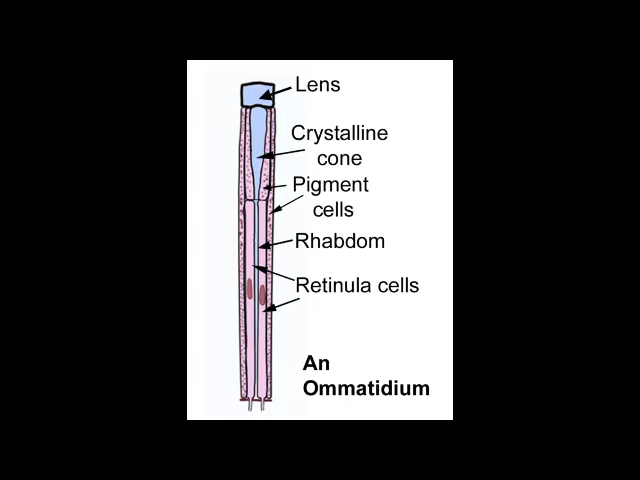 Lens
Crystalline
cone
Pigment
cells
Rhabdom
Retinula cells
An
Ommatidium